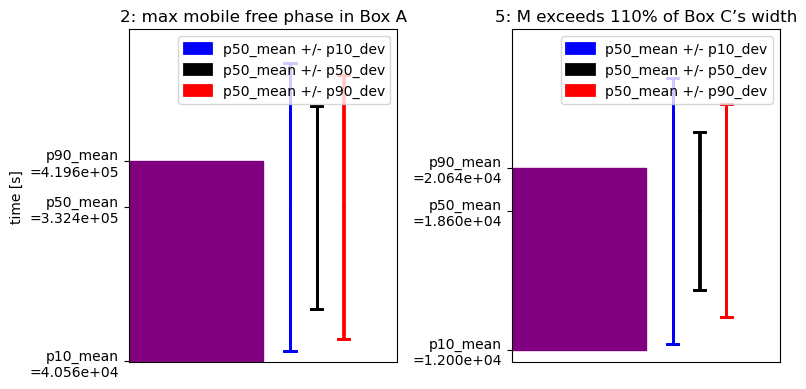 2: max mobile free phase in Box A
p50_mean +/- p10_dev
p50_mean +/- p50_dev
p50_mean +/- p90_dev
time [s]
p90_mean
=4.196e+05
p50_mean
=3.324e+05
p10_mean
=4.056e+04
5: M exceeds 110% of Box C’s width
p50_mean +/- p10_dev
p50_mean +/- p50_dev
p50_mean +/- p90_dev
p90_mean
=2.064e+04
p50_mean
=1.860e+04
p10_mean
=1.200e+04